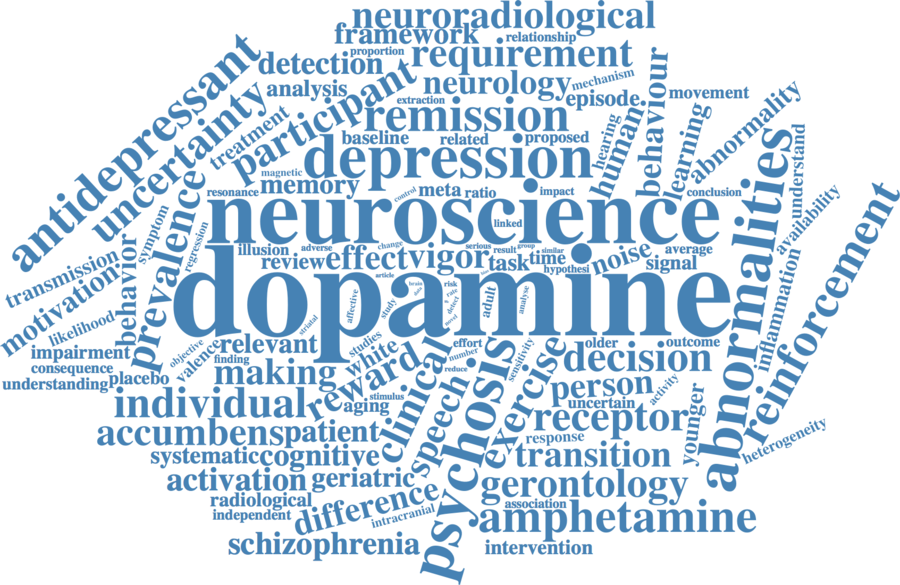 neuroradiological
framework
relationship
proportion
requirement
detection
antidepressant
participant
neurology
mechanism
analysis
extraction
episode
movement
behaviour
uncertainty
treatment
remission
human
hearing
learning
abnormality
baseline
related
proposed
depression
magnetic
memory
resonance
control
meta
ratio
impact
conclusion
neuroscience
linked
understand
abnormalities
availability
reinforcement
prevalence
symptom
regression
illusion
adverse
change
serious
result
group
similar
average
review
effect
vigor
task
time
hypothesi
noise
signal
transmission
motivation
behavior
article
dopamine
brain
data
risk
rate
detect
novel
adult
analyse
affective
striatal
study
studies
inflammation
likelihood
impairment
consequence
understanding
placebo
objective
valence
finding
relevant
white
effort
number
reduce
sensitivity
older
outcome
decision
making
reward
clinical
speech
psychosis
exercise
person
activity
uncertain
individual
aging
stimulus
receptor
younger
heterogeneity
accumbens
patient
response
systematic
cognitive
transition
activation
geriatric
gerontology
radiological
independent
difference
intracranial
association
amphetamine
schizophrenia
intervention